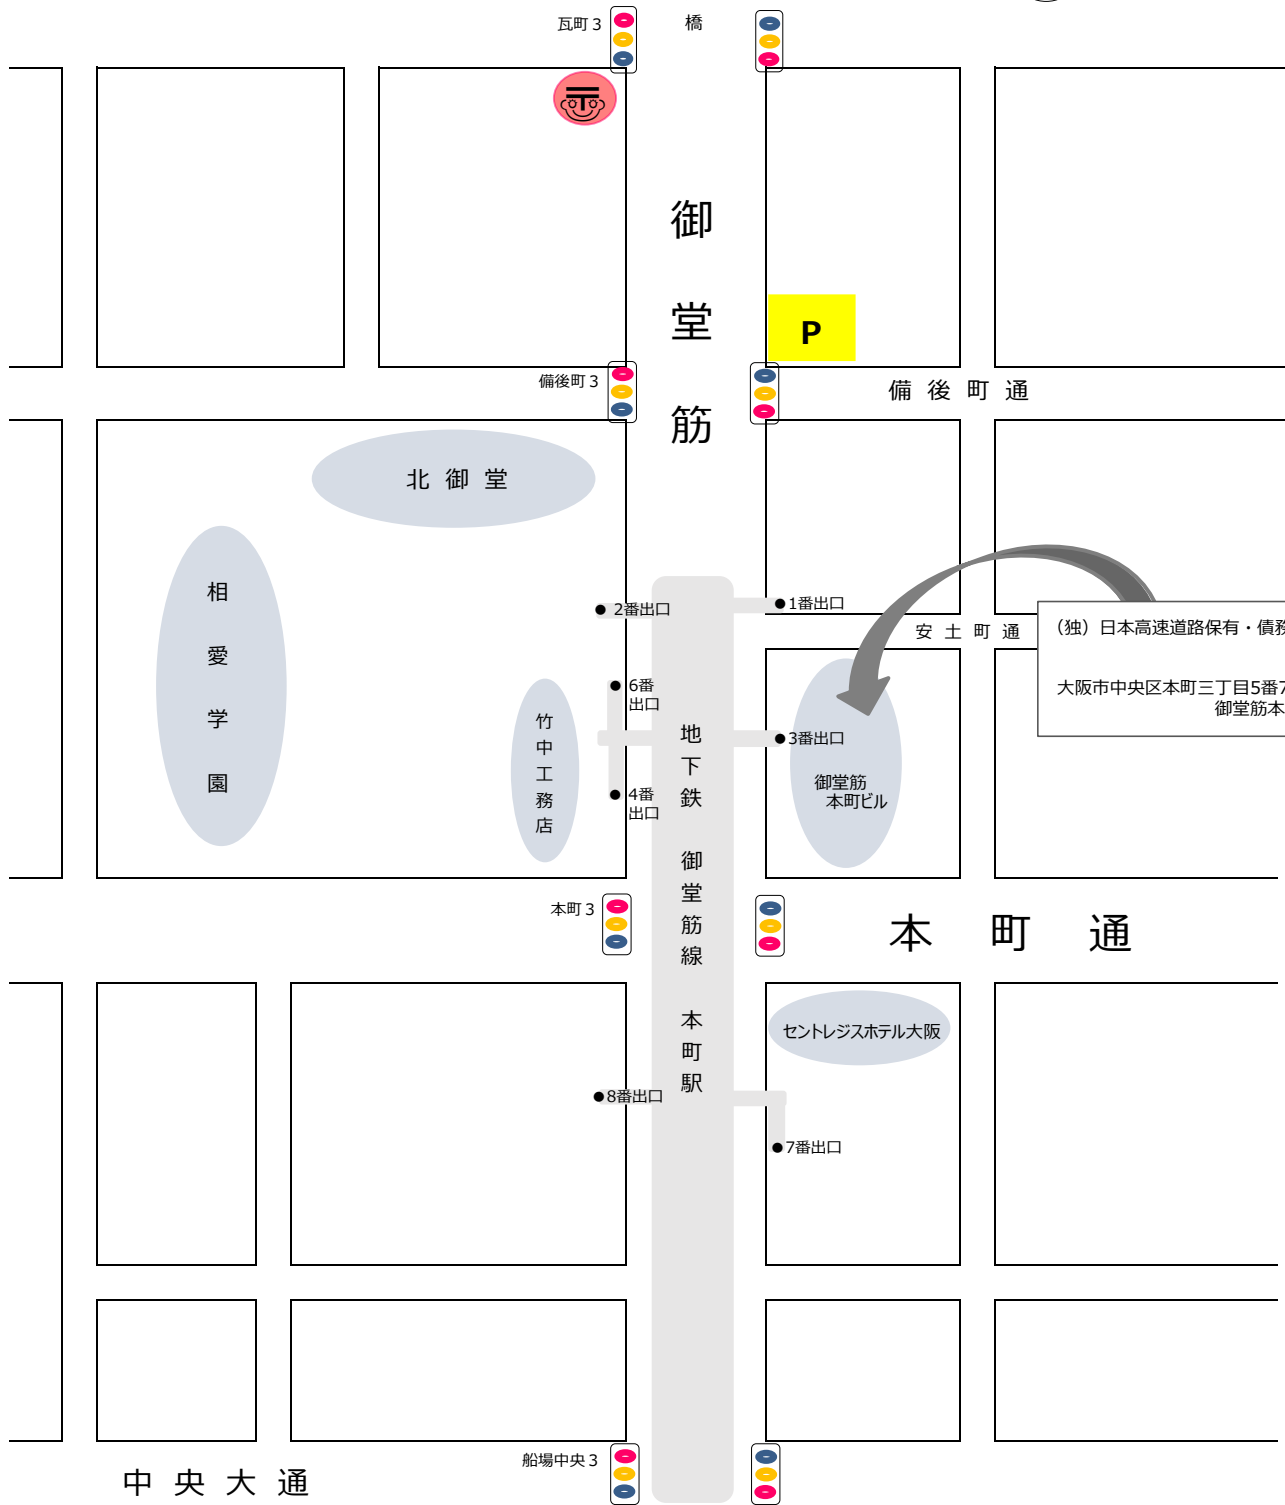 瓦町3
橋
〒
御堂筋
P
備後町3
備後町通
北御堂
相愛学園
2番出口
1番出口
安土町通
（独）日本高速道路保有・債務
大阪市中央区本町三丁目5番7
御堂筋本
6番
出口
竹中工務店
地下鉄 御堂筋線 本町駅
3番出口
御堂筋
本町ビル
4番
出口
本町3
本町通
セントレジスホテル大阪
8番出口
7番出口
船場中央3
中央大通